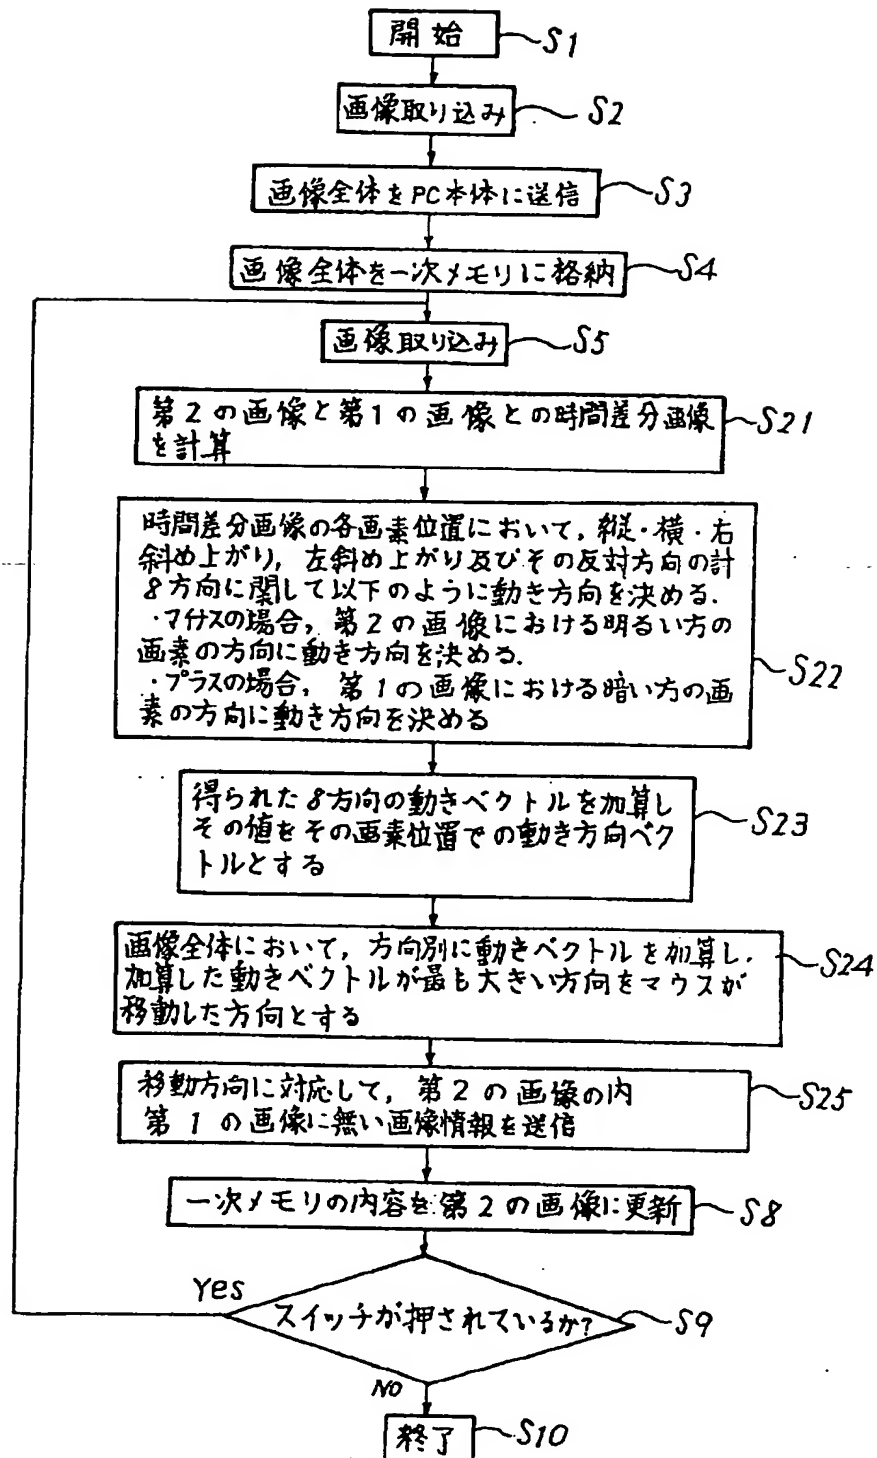 開始
S1
画像取り込み
S2
画像全体をPC本体に送信
S3
画像全体を一次メモリに格納
S4
画像取り込み
S5
第2の画像と第1の画像との時間差分画像
を計算
S21
時間差分画像の各画素位置において，縦・横・右
斜め上がり，左斜め上がり及びその反対方向の計
8方向に関して以下のように動き方向を決める．
・マイナスの場合，第2の画像における明るい方の
画素の方向に動き方向を決める．
・プラスの場合，第1の画像における暗い方の画
素の方向に動き方向を決める
S22
得られた8方向の動きベクトルを加算し
その値をその画素位置での動き方向ベク
トルとする
S23
画像全体において，方向別に動きベクトルを加算し．
加算した動きベクトルが最も大きい方向をマウスが
移動した方向とする
S24
移動方向に対応して，第2の画像の内
第1の画像に無い画像情報を送信
S25
一次メモリの内容を第2の画像に更新
S8
Yes
スイッチが押されているか？
S9
NO
終了
S10